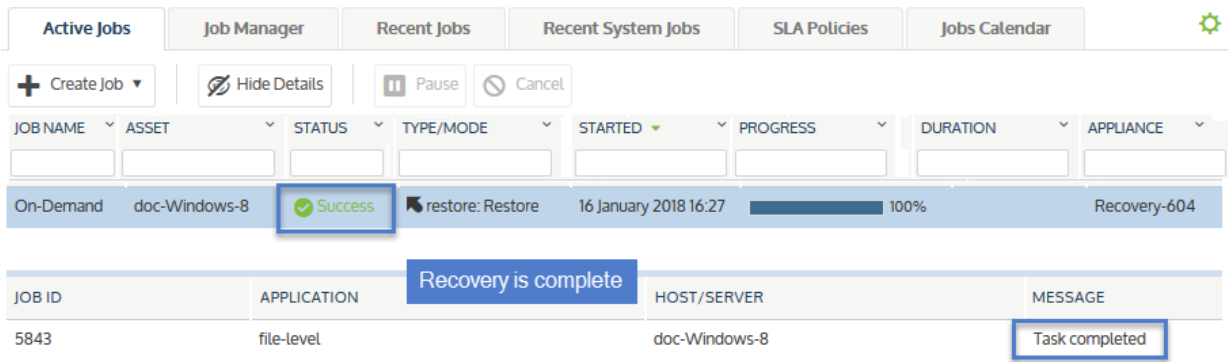 Active Jobs Job Manager Recent Jobs Recent System Jobs SLA Policies Jobs Calendar
Create Job Hide Details Pause Cancel
JOB NAME ASSET STATUS TYPE/MODE STARTED PROGRESS DURATION APPLIANCE
On-Demand doc-Windows-8 Success restore: Restore 16 January 2018 16:27 100% Recovery-604
Recovery is complete
JOB ID APPLICATION HOST/SERVER MESSAGE
5843 file-level doc-Windows-8 Task completed